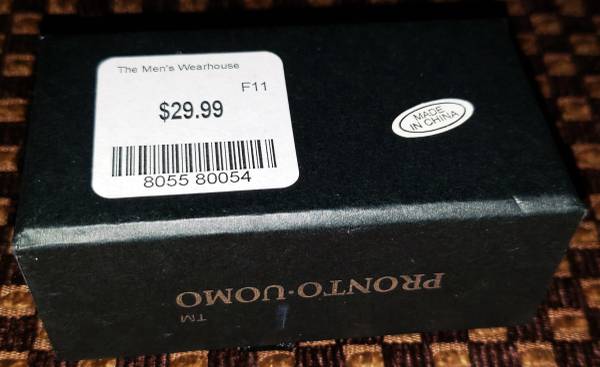 The Men's Wearhouse
F11
$29.99
8055 80054
MADE
IN CHINA
PRONTO·UOMO
TM